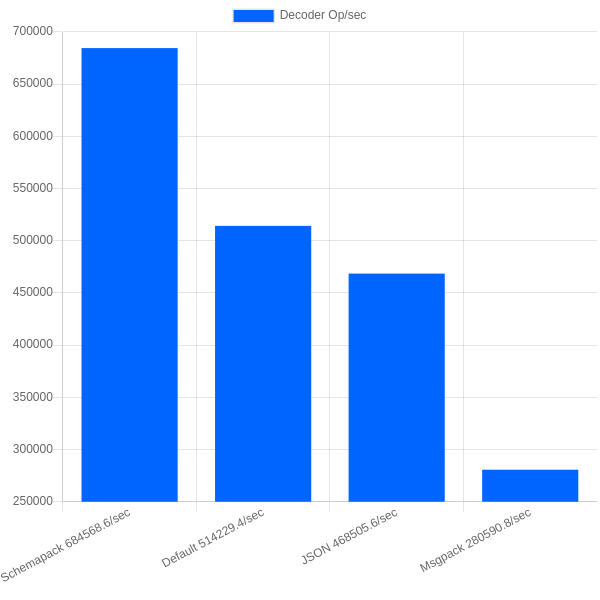 Decoder Op/sec
700000
650000
600000
550000
500000
450000
400000
350000
300000
250000
Schemapack 684568.6/sec
Default 514229.4/sec
JSON 468505.6/sec
Msgpack 280590.8/sec